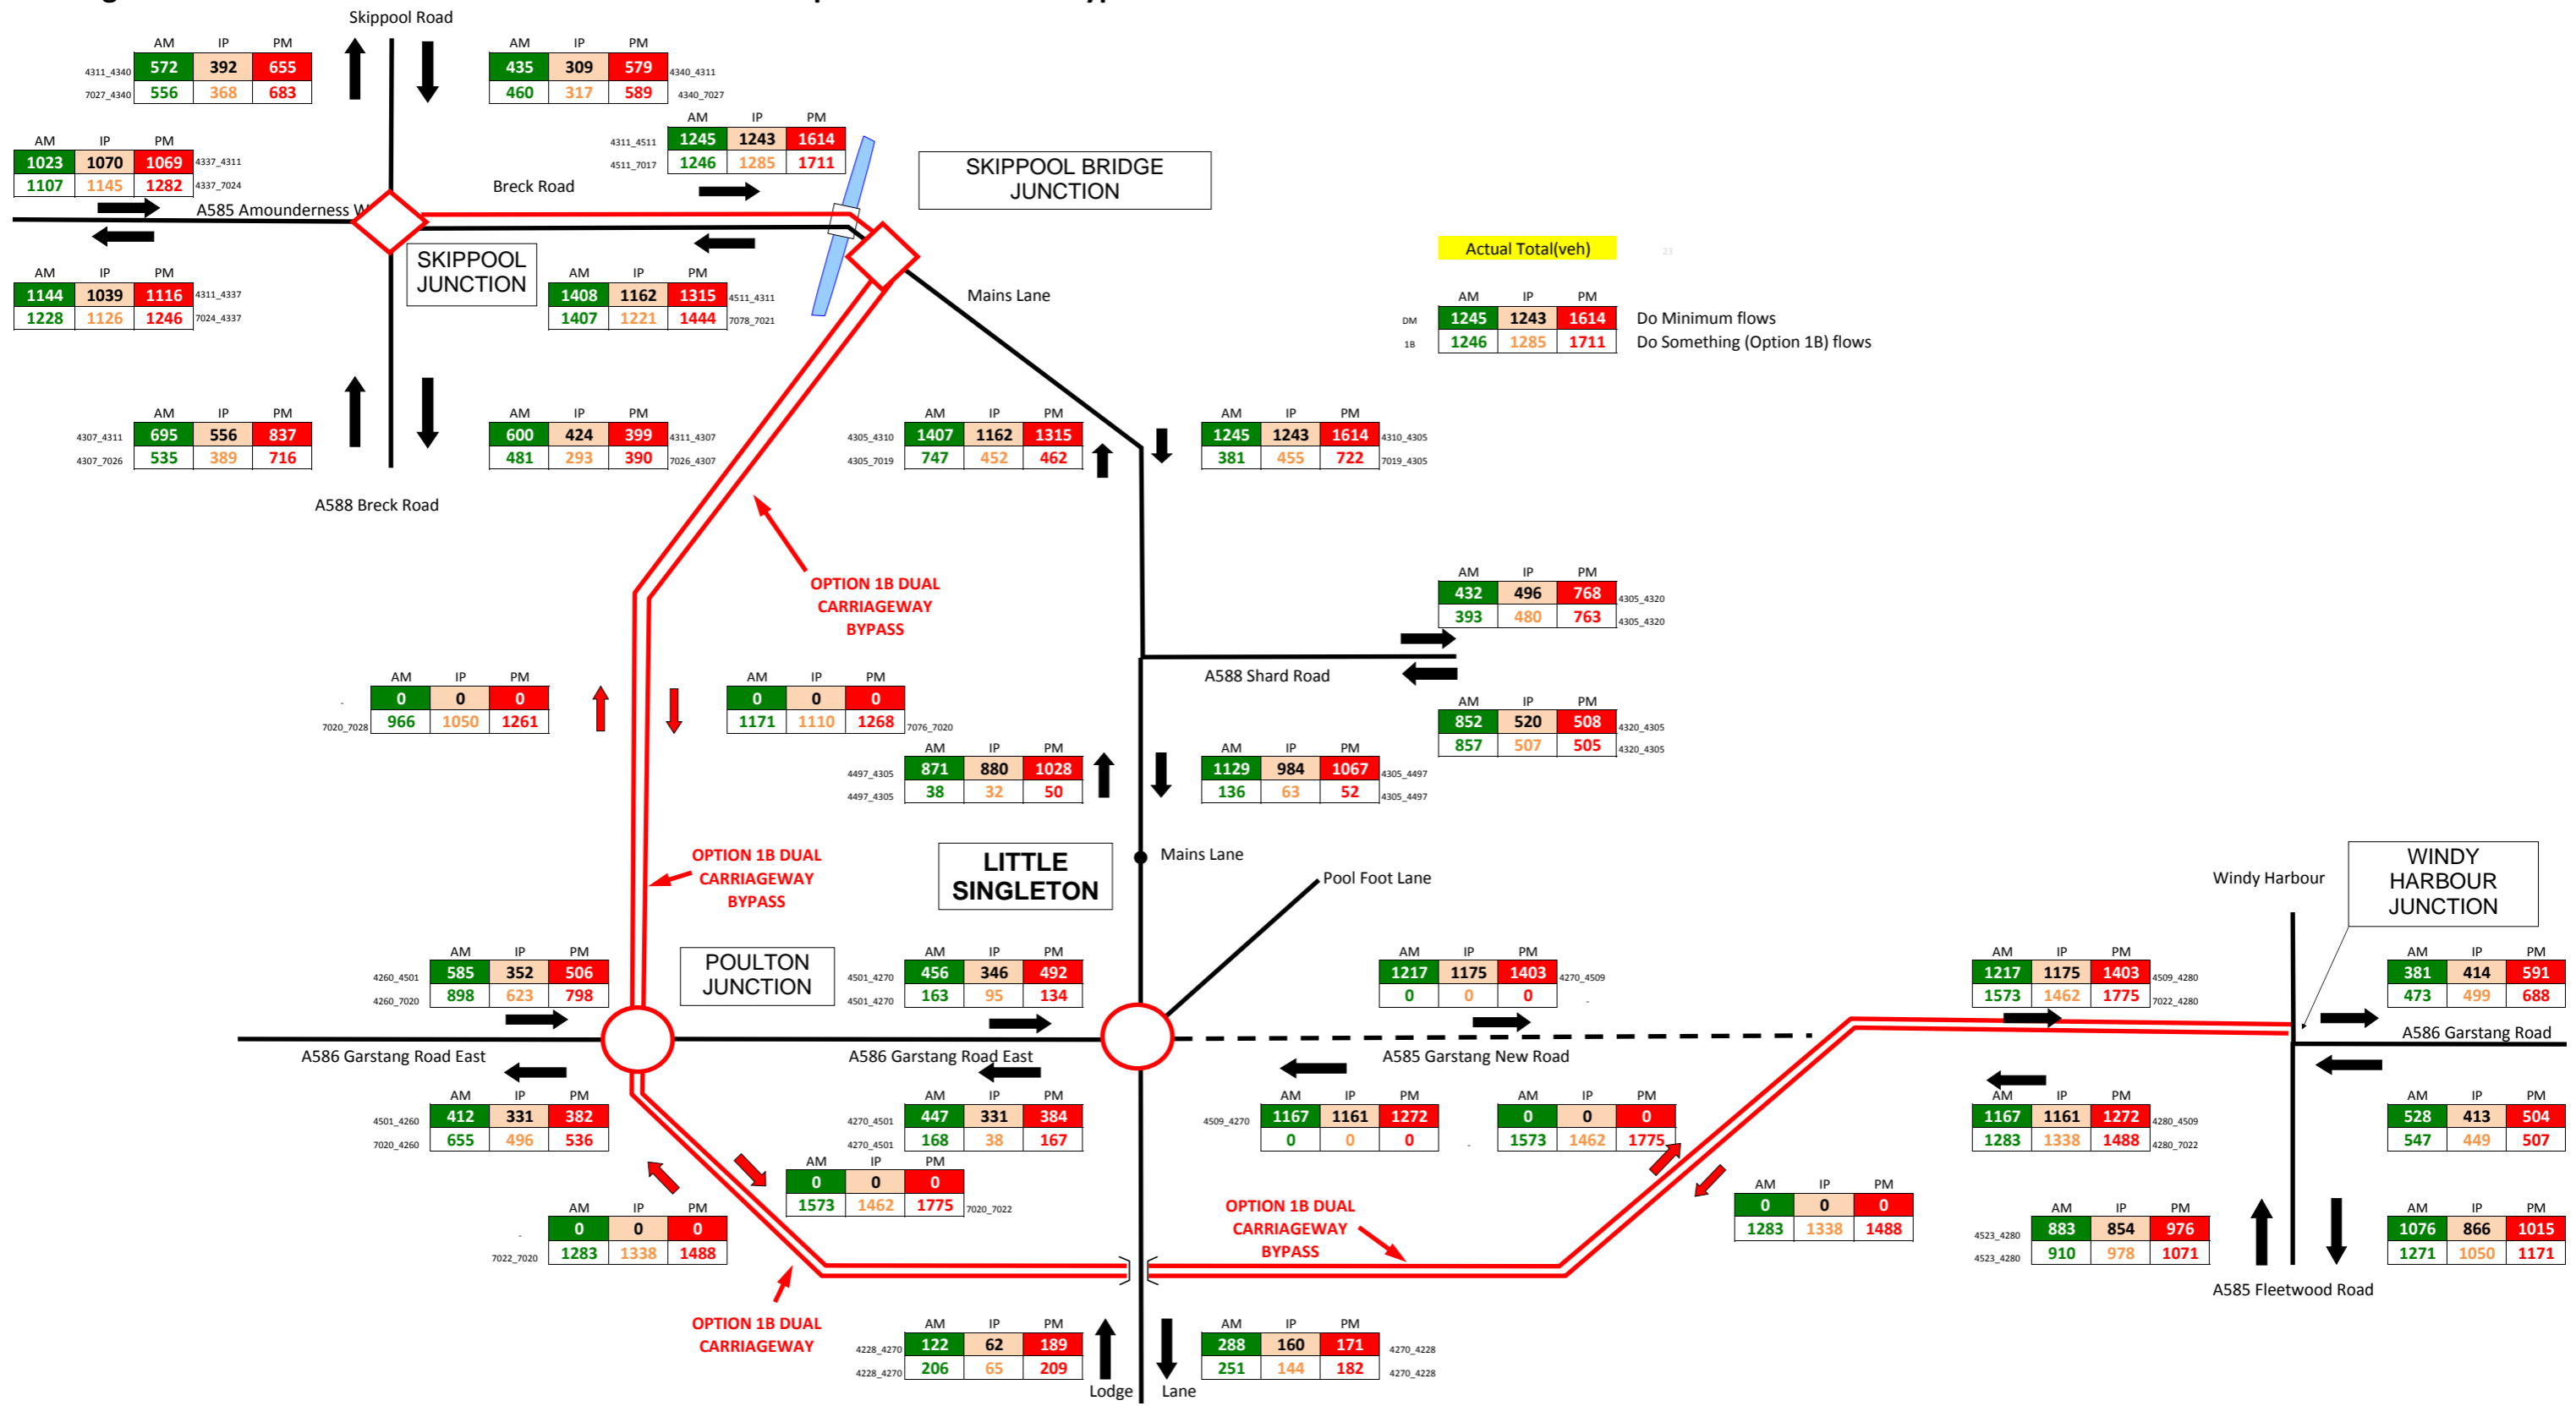 Skippool Road
AM IP PM
4311_4340 572 392 655
7027_4340 556 368 683
AM IP PM
435 309 579 4340_4311
460 317 589 4340_7027
AM IP PM
1023 1070 1069 4337_4311
1107 1145 1282 4337_7024
AM IP PM
4311_4511 1245 1243 1614
4511_7017 1246 1285 1711
SKIPPOOL BRIDGE
JUNCTION
Breck Road
A585 Amounderness W
SKIPPOOL
JUNCTION
AM IP PM
1144 1039 1116 4311_4337
1228 1126 1246 7024_4337
AM IP PM
1408 1162 1315 4511_4311
1407 1221 1444 7078_7021
Mains Lane
Actual Total(veh) 23
AM IP PM
DM 1245 1243 1614 Do Minimum flows
1B 1246 1285 1711 Do Something (Option 1B) flows
AM IP PM
4307_4311 695 556 837
4307_7026 535 389 716
AM IP PM
600 424 399 4311_4307
481 293 390 7026_4307
AM IP PM
4305_4310 1407 1162 1315
4305_7019 747 452 462
AM IP PM
1245 1243 1614 4310_4305
381 455 722 7019_4305
A588 Breck Road
OPTION 1B DUAL
CARRIAGEWAY
BYPASS
AM IP PM
432 496 768 4305_4320
393 480 763 4305_4320
A588 Shard Road
AM IP PM
852 520 508 4320_4305
857 507 505 4320_4305
AM IP PM
- 0 0 0
7020_7028 966 1050 1261
AM IP PM
0 0 0
1171 1110 1268 7076_7020
AM IP PM
4497_4305 871 880 1028
4497_4305 38 32 50
AM IP PM
1129 984 1067 4305_4497
136 63 52 4305_4497
OPTION 1B DUAL
CARRIAGEWAY
BYPASS
LITTLE
SINGLETON
Mains Lane
Pool Foot Lane
Windy Harbour
WINDY
HARBOUR
JUNCTION
AM IP PM
4260_4501 585 352 506
4260_7020 898 623 798
POULTON
JUNCTION
AM IP PM
4501_4270 456 346 492
4501_4270 163 95 134
AM IP PM
1217 1175 1403 4270_4509
0 0 0 -
AM IP PM
1217 1175 1403 4509_4280
1573 1462 1775 7022_4280
AM IP PM
381 414 591
473 499 688
A586 Garstang Road East
A586 Garstang Road East
A585 Garstang New Road
A586 Garstang Road
AM IP PM
4501_4260 412 331 382
7020_4260 655 496 536
AM IP PM
4270_4501 447 331 384
4270_4501 168 38 167
AM IP PM
4509_4270 1167 1161 1272
0 0 0
AM IP PM
0 0 0
- 1573 1462 1775
AM IP PM
1167 1161 1272 4280_4509
1283 1338 1488 4280_7022
AM IP PM
528 413 504
547 449 507
AM IP PM
0 0 0
1573 1462 1775 7020_7022
AM IP PM
- 0 0 0
7022_7020 1283 1338 1488
OPTION 1B DUAL
CARRIAGEWAY
BYPASS
AM IP PM
0 0 0
1283 1338 1488
AM IP PM
4523_4280 883 854 976
4523_4280 910 978 1071
AM IP PM
1076 866 1015
1271 1050 1171
A585 Fleetwood Road
OPTION 1B DUAL
CARRIAGEWAY
AM IP PM
4228_4270 122 62 189
4228_4270 206 65 209
AM IP PM
288 160 171 4270_4228
251 144 182 4270_4228
Lodge Lane